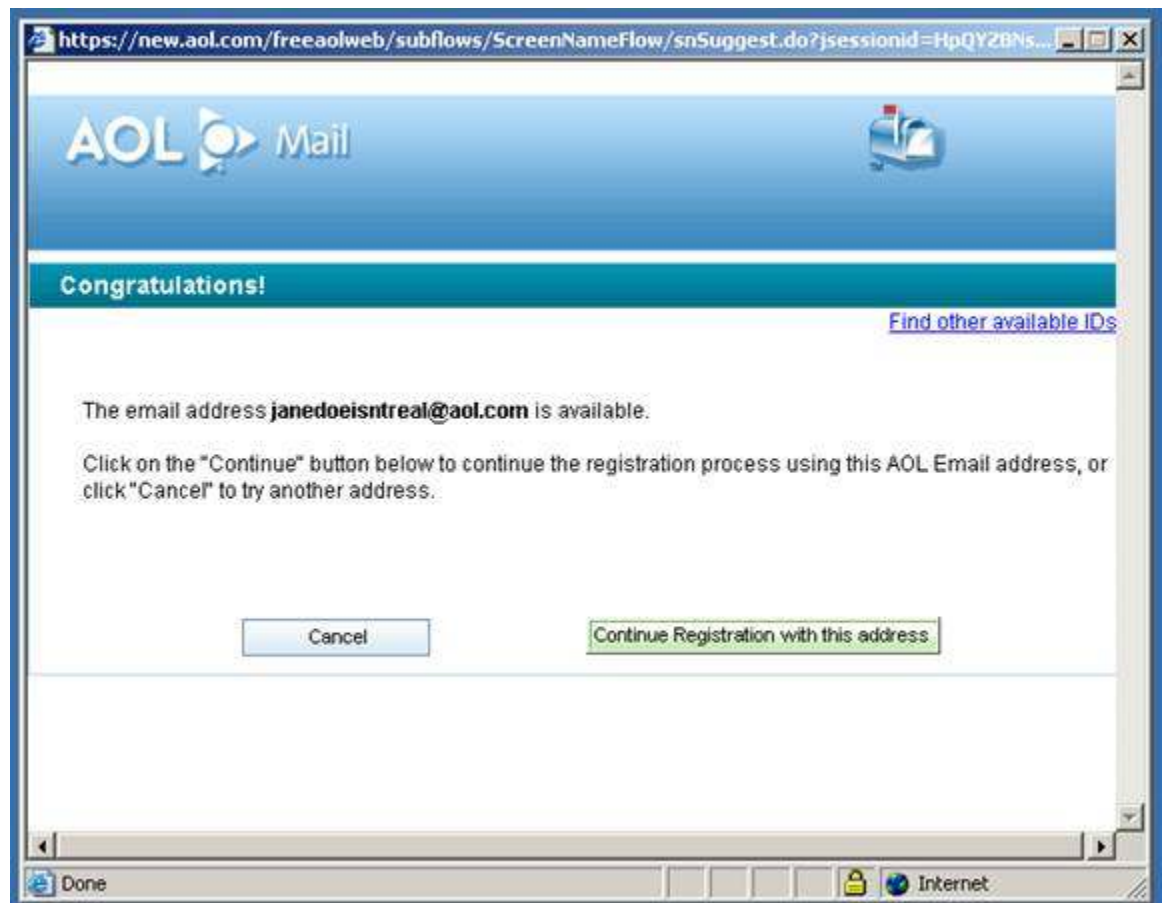 https://new.aol.com/freeaolweb/subflows/ScreenNameFlow/snSuggest.do?jsessionid=HpQYZBNs...
AOL Mail
Congratulations!
Find other available IDs
The email address janedoeisntreal@aol.com is available.
Click on the "Continue" button below to continue the registration process using this AOL Email address, or
click "Cancel" to try another address.
Cancel
Continue Registration with this address
Done
Internet